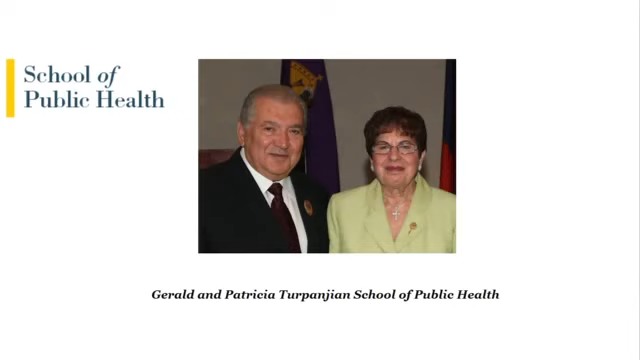 School of
Public Health
Gerald and Patricia Turpanjian School of Public Health